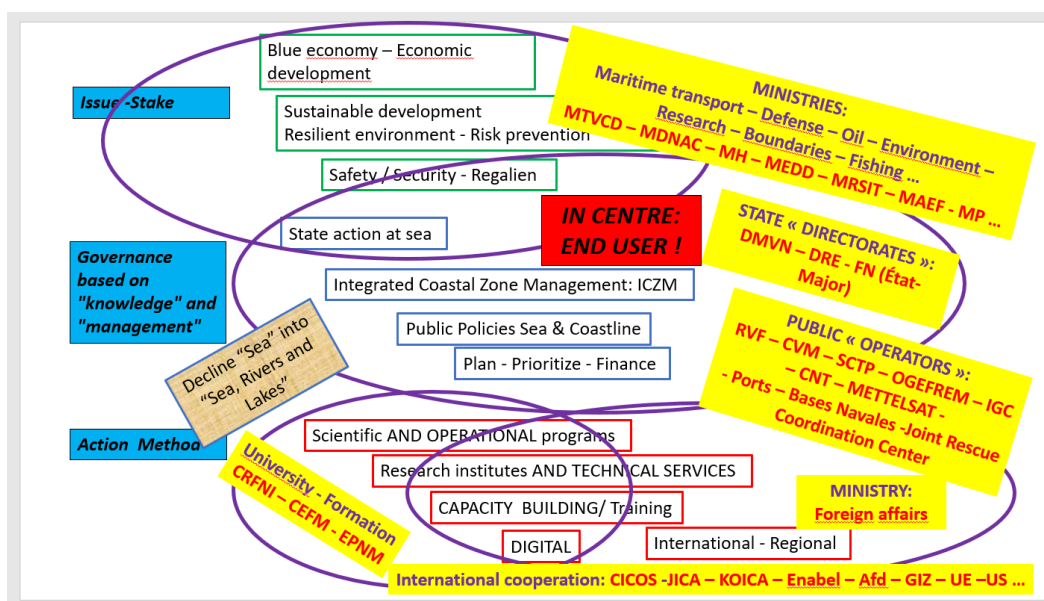 Blue economy – Economic
development
Issue -Stake
Sustainable development
Resilient environment - Risk prevention
Safety / Security - Regalien
MINISTRIES:
Maritime transport – Defense – Oil – Environment –
Research – Boundaries – Fishing ...
MTVCD – MDNAC – MH – MEDD – MRSIT – MAEF - MP ...
IN CENTRE:
END USER !
State action at sea
STATE « DIRECTORATES »:
DMVN – DRE - FN (État-
Major)
Governance
based on
"knowledge" and
"management"
Integrated Coastal Zone Management: ICZM
Public Policies Sea & Coastline
Plan - Prioritize - Finance
Decline “Sea” into
“Sea, Rivers and
Lakes”
PUBLIC « OPERATORS »:
RVF – CVM – SCTP – OGEFREM – IGC
– CNT – METTELSAT -
- Ports – Bases Navales -Joint Rescue
Coordination Center
Action Method
Scientific AND OPERATIONAL programs
Research institutes AND TECHNICAL SERVICES
CAPACITY BUILDING/ Training
DIGITAL
International - Regional
University - Formation
CRFNI – CEFM - EPNM
MINISTRY:
Foreign affairs
International cooperation: CICOS -JICA – KOICA – Enabel – Afd – GIZ – UE –US ...